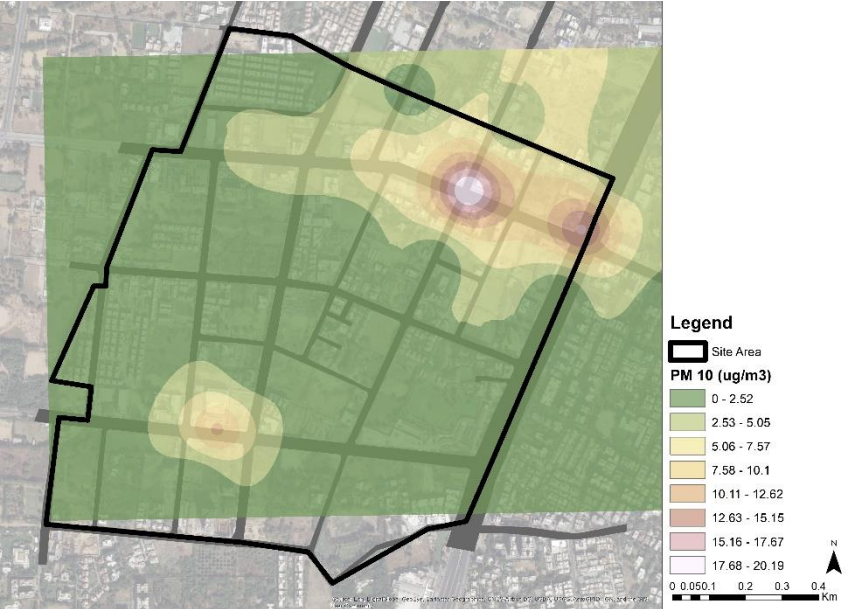 Legend
Site Area
PM 10 (ug/m3)
0 - 2.52
2.53 - 5.05
5.06 - 7.57
7.58 - 10.1
10.11 - 12.62
12.63 - 15.15
15.16 - 17.67
17.68 - 20.19
N
0 0.050.1 0.2 0.3 0.4
Km